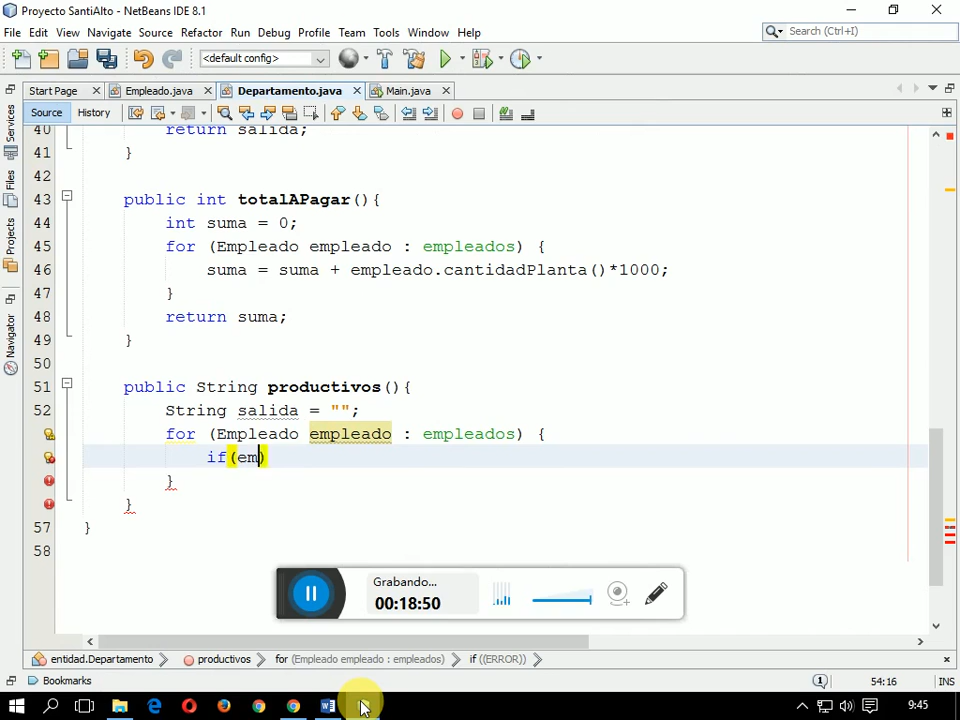 Proyecto SantiAlto - NetBeans IDE 8.1
File Edit View Navigate Source Refactor Run Debug Profile Team Tools Window Help
Search (Ctrl+I)
<default config>
Start Page Empleado.java Departamento.java Main.java
Source History
Services
Files
Projects
Navigator
40 return salida;
41 }
42
43 public int totalAPagar(){
44 int suma = 0;
45 for (Empleado empleado : empleados) {
46 suma = suma + empleado.cantidadPlanta()*1000;
47 }
48 return suma;
49 }
50
51 public String productivos(){
52 String salida = "";
for (Empleado empleado : empleados) {
if(em)
}
}
57 }
58
Grabando...
00:18:50
entidad.Departamento productivos for (Empleado empleado : empleados) if ((ERROR))
Bookmarks
1
54:16
INS
9:45